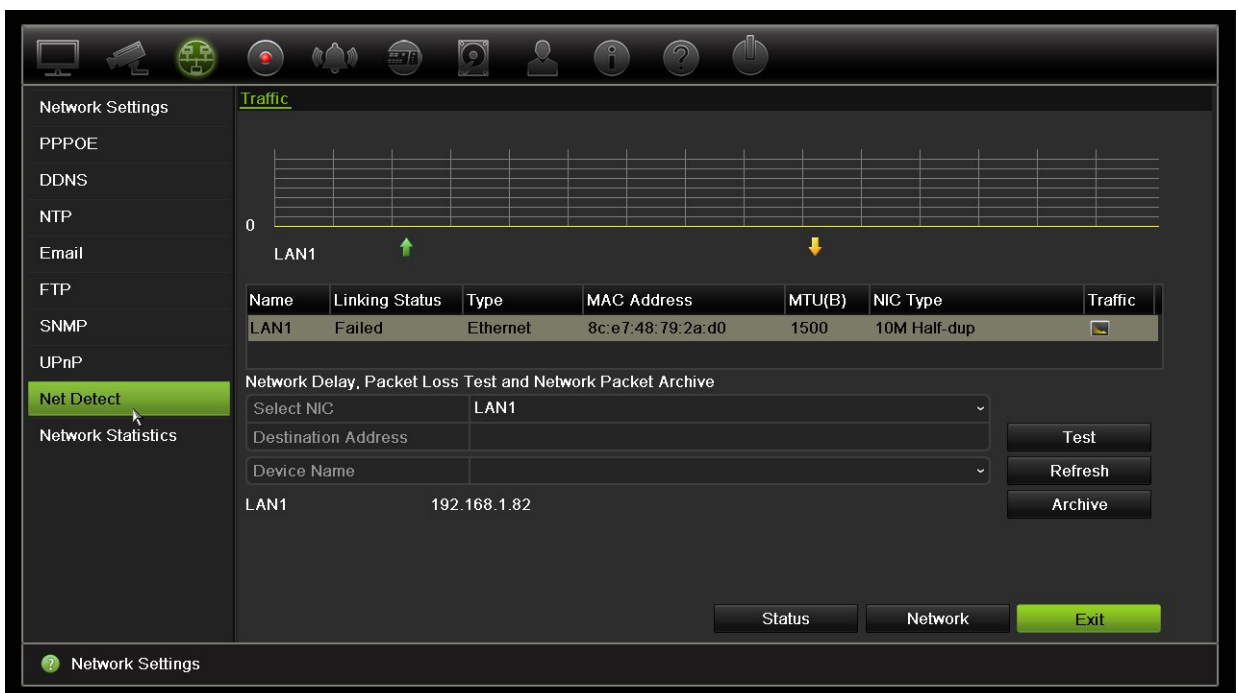 Network Settings
PPPOE
DDNS
NTP
Email
FTP
SNMP
UPnP
Net Detect
Network Statistics
Traffic
0
LAN1
Name Linking Status Type MAC Address MTU(B) NIC Type Traffic
LAN1 Failed Ethernet 8c:e7:48:79:2a:d0 1500 10M Half-dup
Network Delay, Packet Loss Test and Network Packet Archive
Select NIC LAN1
Destination Address Test
Device Name Refresh
LAN1 192.168.1.82 Archive
Status Network Exit
? Network Settings